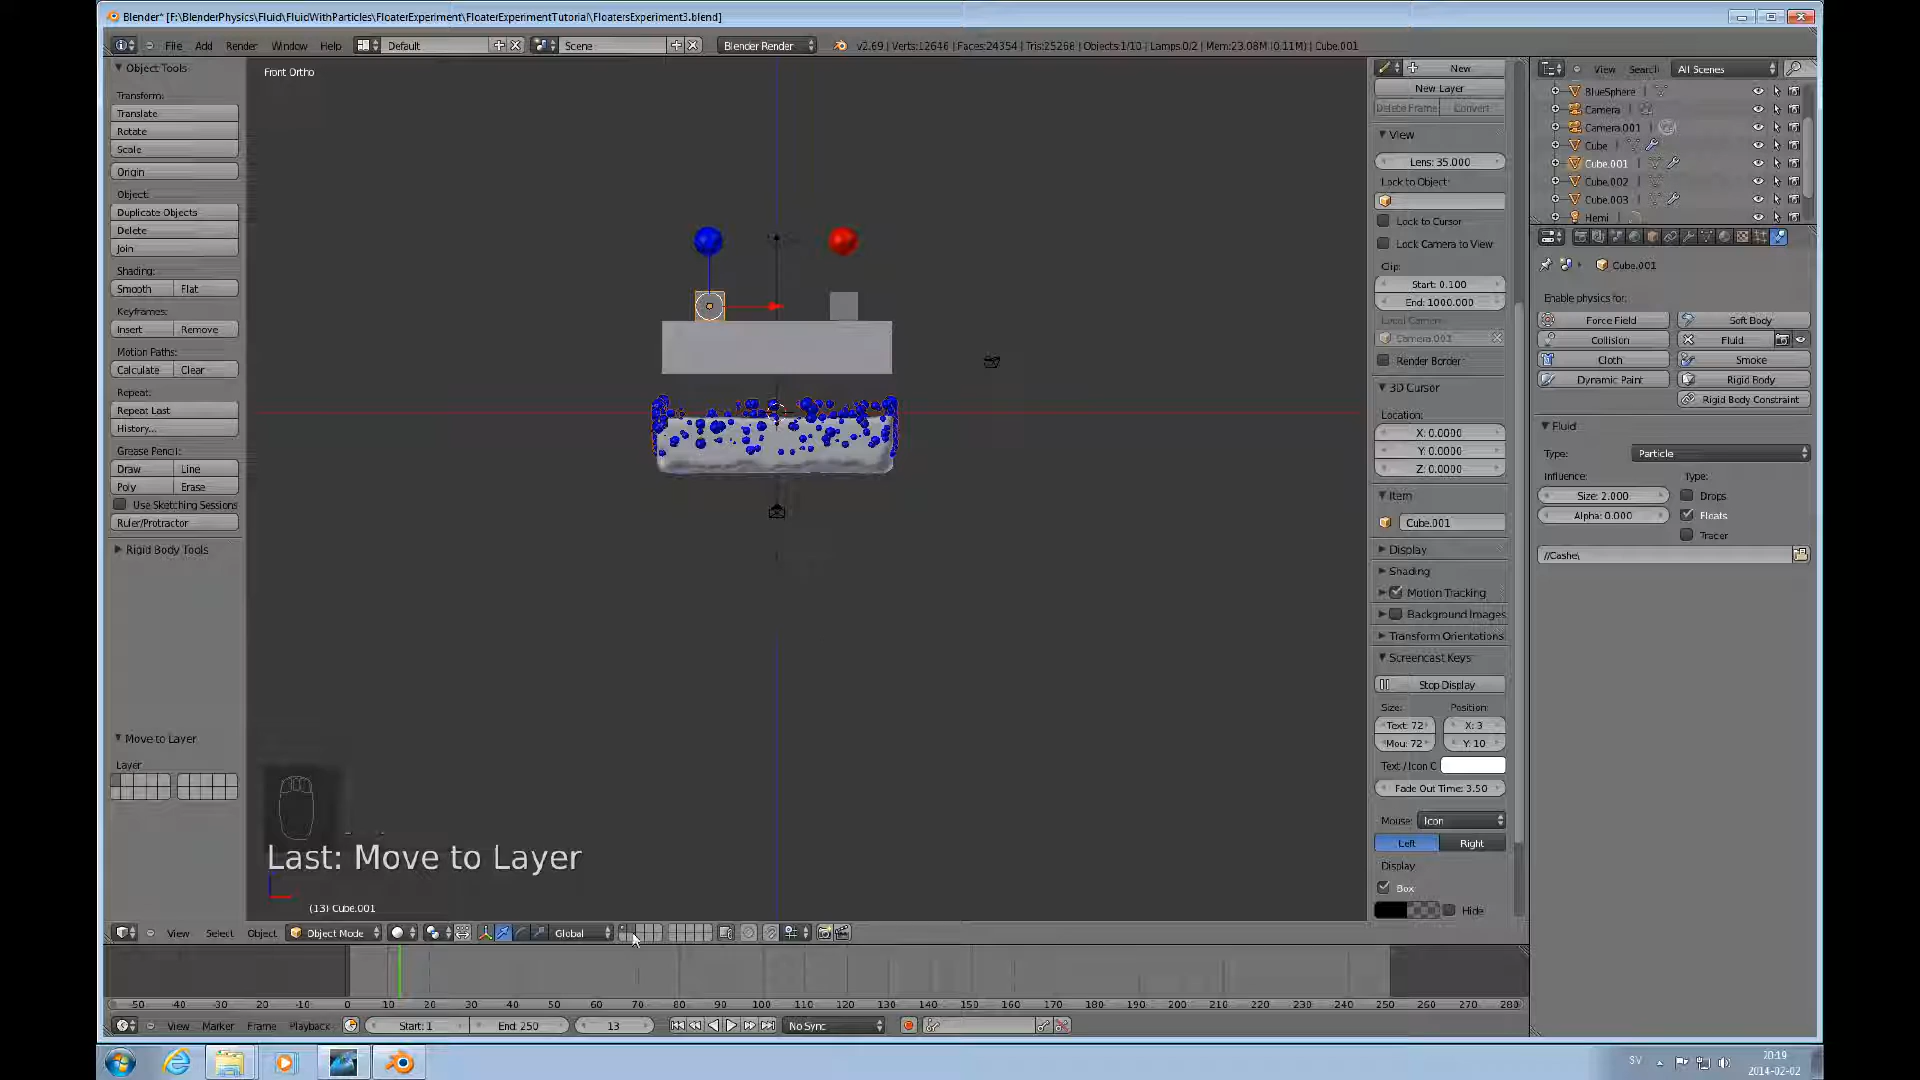 Blender* [F:\BlenderPhysics\Fluid\FluidWithParticles\FloaterExperiment\FloaterExperimentTutorial\FloatersExperiment3.blend]
File Add Render Window Help Default Scene Blender Render v2.69 | Verts:12646 | Faces:24354 | Tris:25266 | Objects:1/10 | Lamps:0/2 | Mem:23.08M (0.11M) | Cube.001
Object Tools
Transform:
Translate
Rotate
Scale
Origin
Object:
Duplicate Objects
Delete
Join
Shading:
Smooth Flat
Keyframes:
Insert Remove
Motion Paths:
Calculate Clear
Repeat:
Repeat Last
History...
Grease Pencil:
Draw Line
Poly Erase
Use Sketching Sessions
Ruler/Protractor
Rigid Body Tools
Move to Layer
Layer
Front Ortho
Last: Move to Layer
(13) Cube.001
New
New Layer
Delete Frame Convert
View
Lens: 35.000
Lock to Object:
Lock to Cursor
Lock Camera to View
Clip:
Start: 0.100
End: 1000.000
Local Camera:
Camera.001
Render Border
3D Cursor
Location:
X: 0.0000
Y: 0.0000
Z: 0.0000
Item
Cube.001
Display
Shading
Motion Tracking
Background Images
Transform Orientations
Screencast Keys
Stop Display
Size: Position:
Text: 72 X: 3
Mou: 72 Y: 10
Text / Icon C
Fade Out Time: 3.50
Mouse: Icon
Left Right
Display
Box
Hide
View Search All Scenes
BlueSphere
Camera
Camera.001
Cube
Cube.001
Cube.002
Cube.003
Hemi
Cube.001
Enable physics for:
Force Field Soft Body
Collision Fluid
Cloth Smoke
Dynamic Paint Rigid Body
Rigid Body Constraint
Fluid
Type: Particle
Influence: Type:
Size: 2.000 Drops
Alpha: 0.000 Floats
Tracer
//Cashe\
View Select Object Object Mode Global
-50 -40 -30 -20 -10 0 10 20 30 40 50 60 70 80 90 100 110 120 130 140 150 160 170 180 190 200 210 220 230 240 250 260 270 280
View Marker Frame Playback Start: 1 End: 250 13 No Sync
SV
20:19
2014-02-02